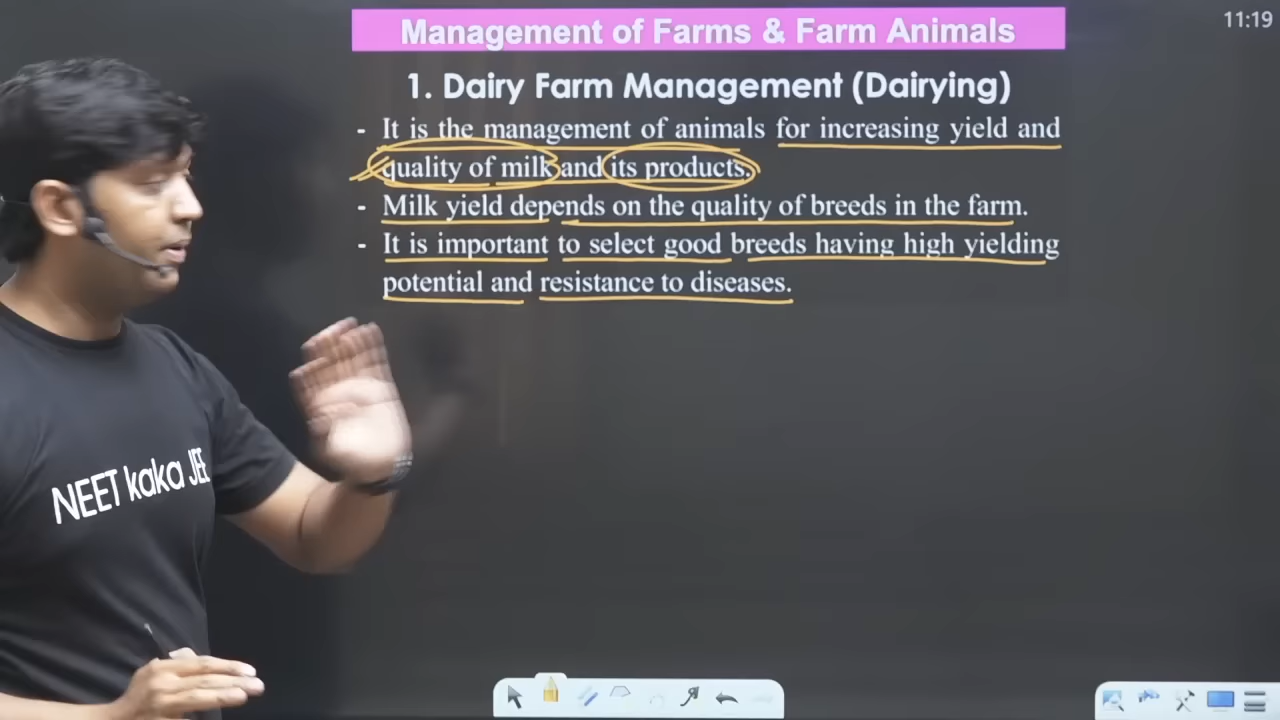 Management of Farms & Farm Animals
11:19
1. Dairy Farm Management (Dairying)
- It is the management of animals for increasing yield and
quality of milk and its products.
- Milk yield depends on the quality of breeds in the farm.
- It is important to select good breeds having high yielding
potential and resistance to diseases.
NEET kaka JEE